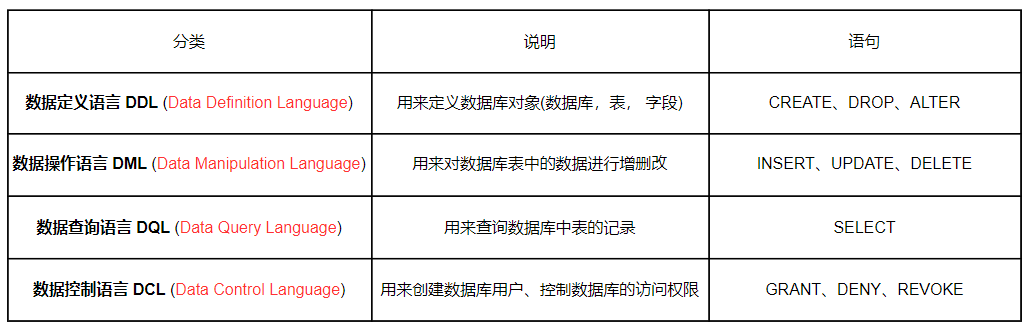 分类 说明 语句
数据定义语言 DDL (Data Definition Language) 用来定义数据库对象(数据库，表， 字段) CREATE、DROP、ALTER
数据操作语言 DML (Data Manipulation Language) 用来对数据库表中的数据进行增删改 INSERT、UPDATE、DELETE
数据查询语言 DQL (Data Query Language) 用来查询数据库中表的记录 SELECT
数据控制语言 DCL (Data Control Language) 用来创建数据库用户、控制数据库的访问权限 GRANT、DENY、REVOKE